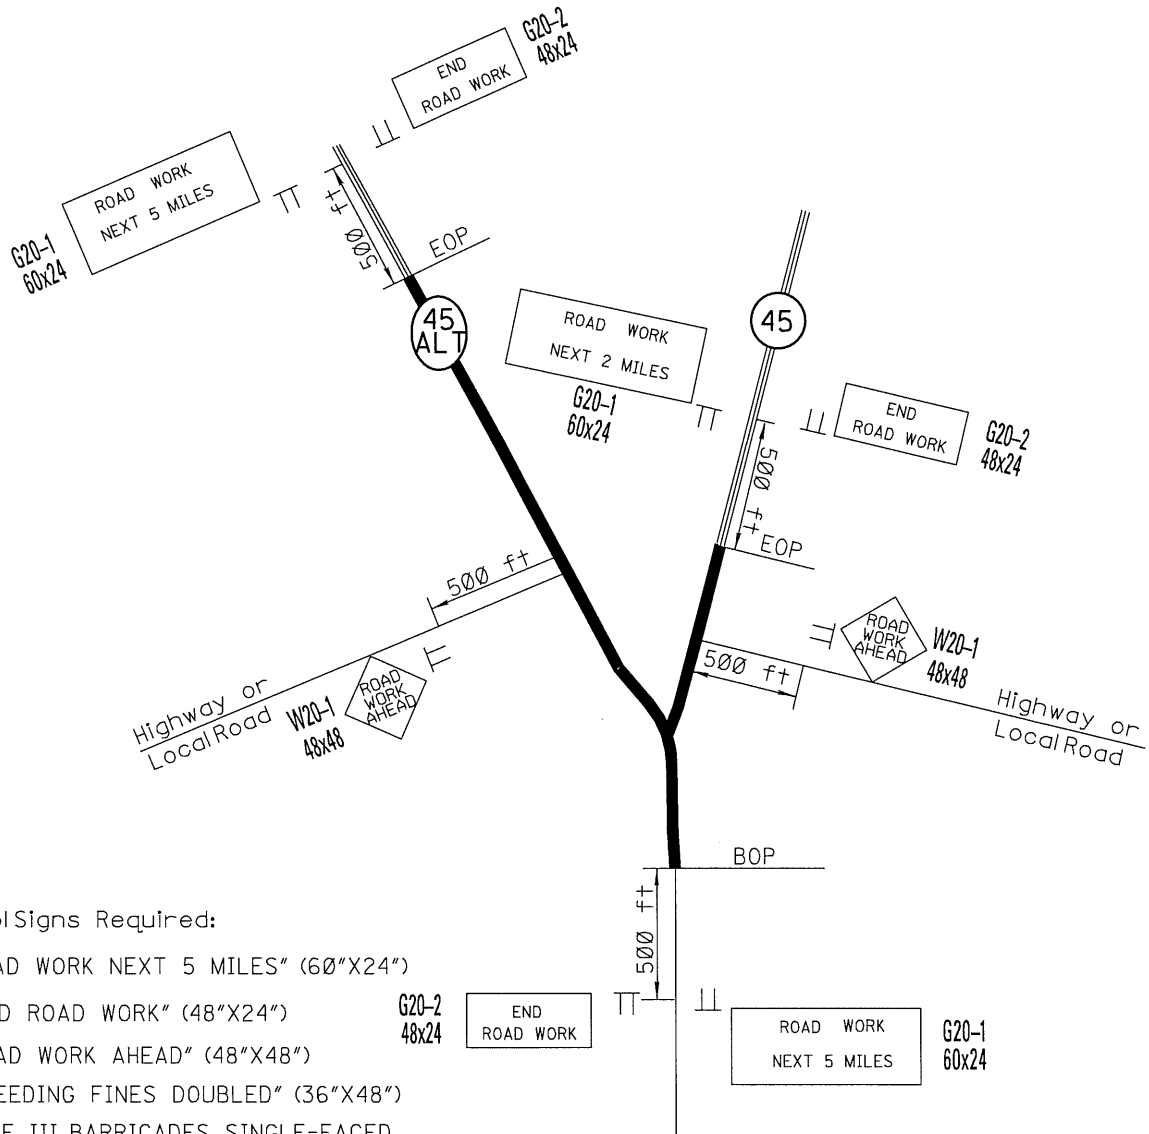 G20-2
48x24
END
ROAD WORK
ROAD WORK
NEXT 5 MILES
G20-1
60x24
500 ft
EOP
45
ALT
ROAD WORK
NEXT 2 MILES
G20-1
60x24
45
END
ROAD WORK
G20-2
48x24
500 ft
EOP
500 ft
ROAD
WORK
AHEAD
W20-1
48x48
500 ft
Highway or
Local Road
Highway or
Local Road
W20-1
48x48
ROAD
WORK
AHEAD
BOP
500 ft
ol Signs Required:
AD WORK NEXT 5 MILES" (60"X24")
D ROAD WORK" (48"X24")
AD WORK AHEAD" (48"X48")
EEDING FINES DOUBLED" (36"X48")
E III BARRICADES SINGLE-FACED
G20-2
48x24
END
ROAD WORK
ROAD WORK
NEXT 5 MILES
G20-1
60x24